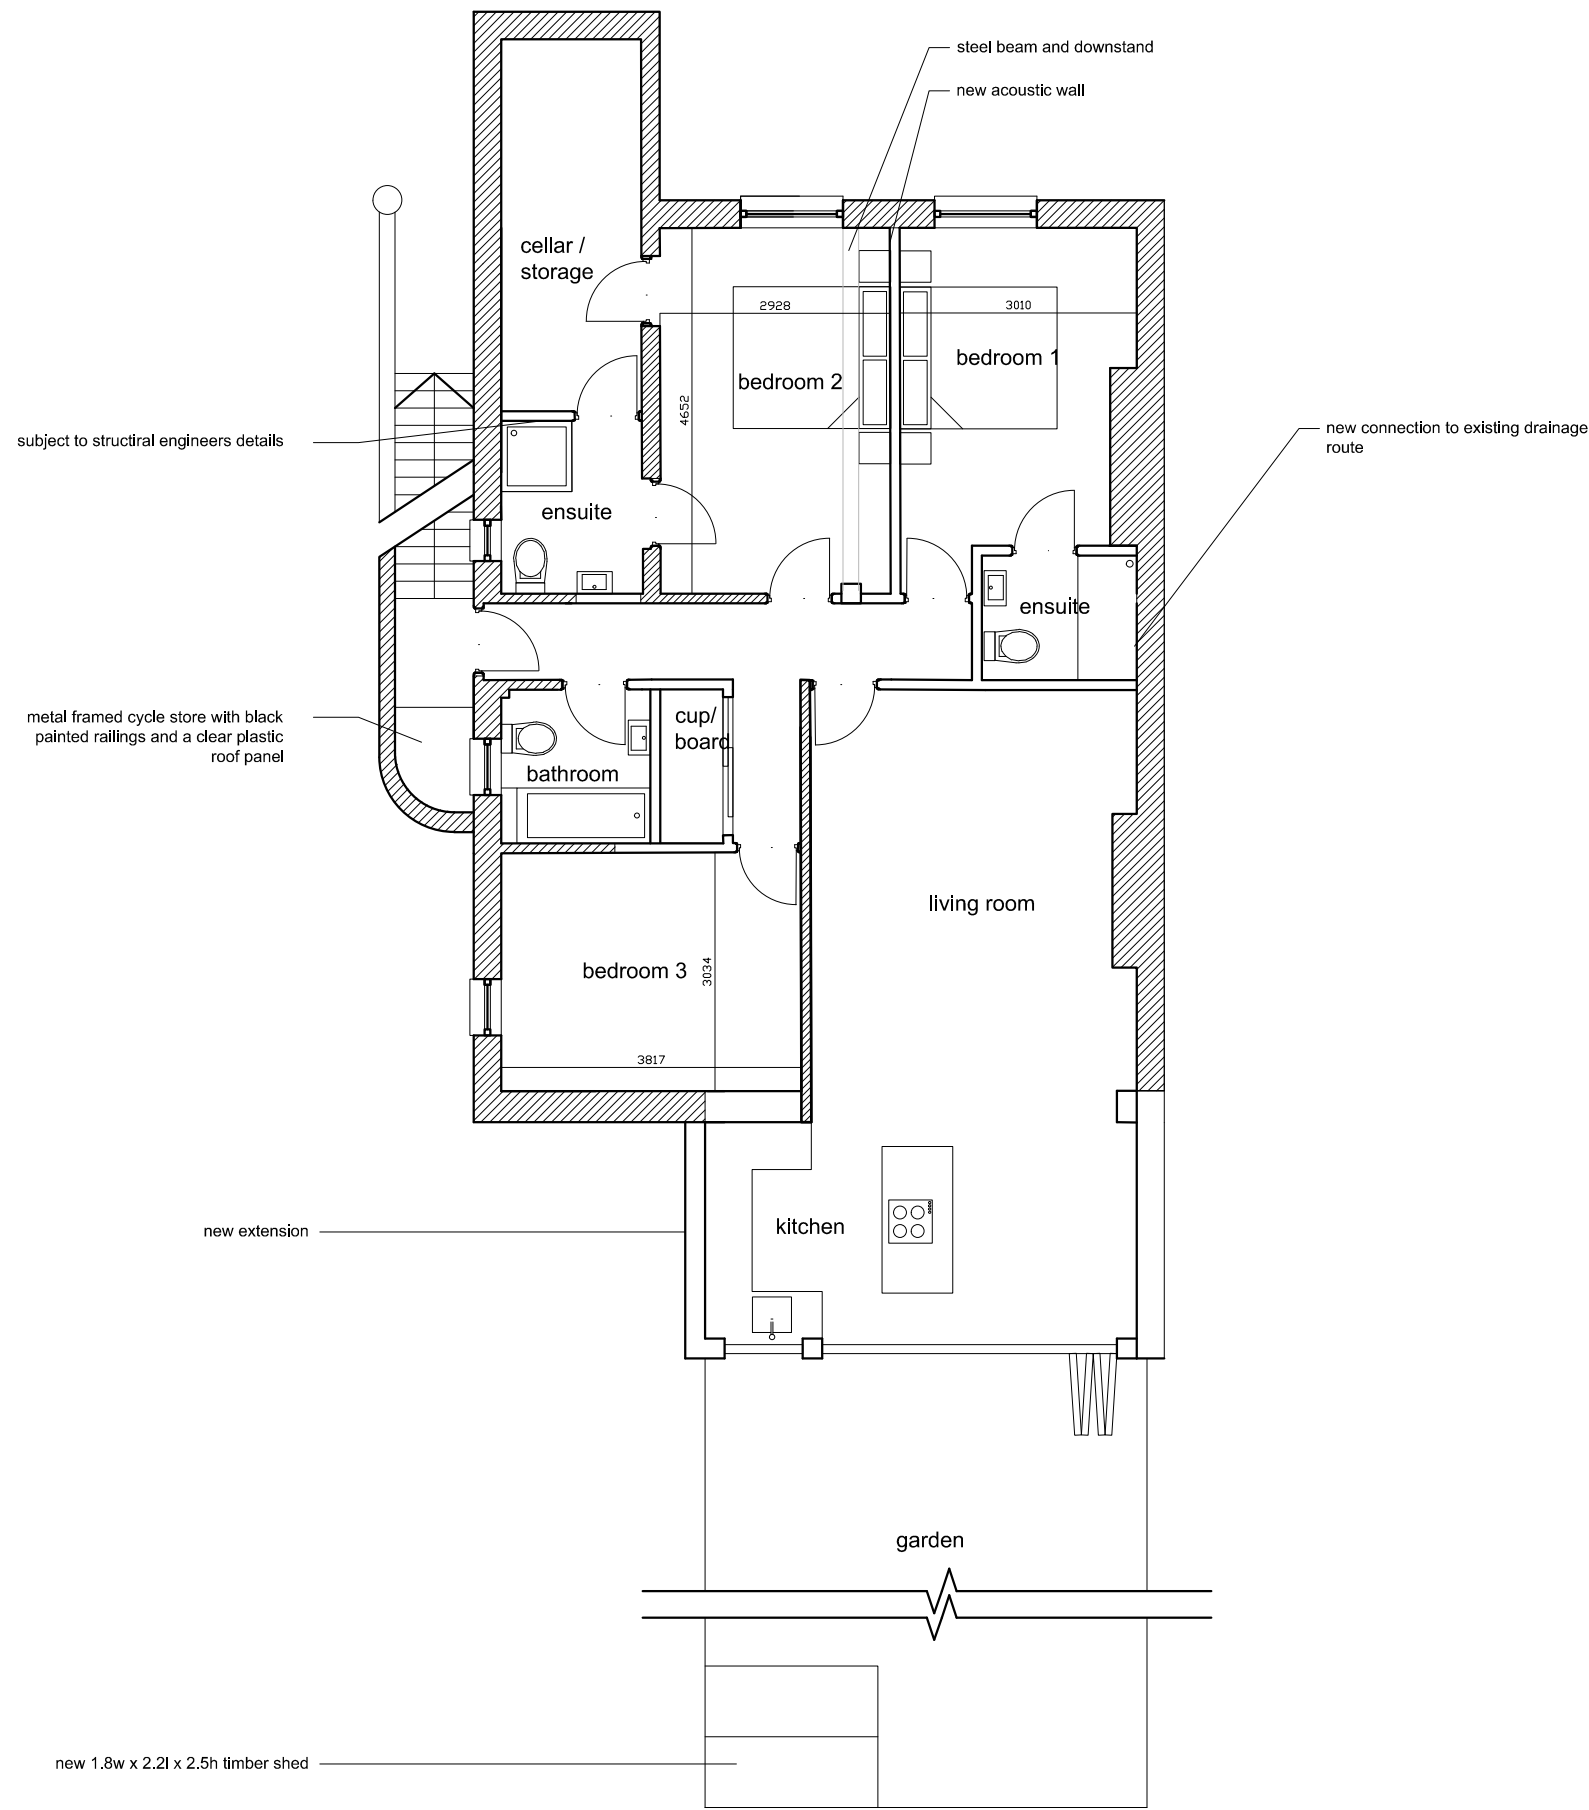 steel beam and downstand
new acoustic wall
cellar /
storage
2928
3010
bedroom 1
bedroom 2
4652
subject to structiral engineers details
new connection to existing drainage
route
ensuite
ensuite
metal framed cycle store with black
painted railings and a clear plastic
roof panel
cup/
board
bathroom
living room
bedroom 3
3034
3817
new extension
kitchen
garden
new 1.8w x 2.2l x 2.5h timber shed